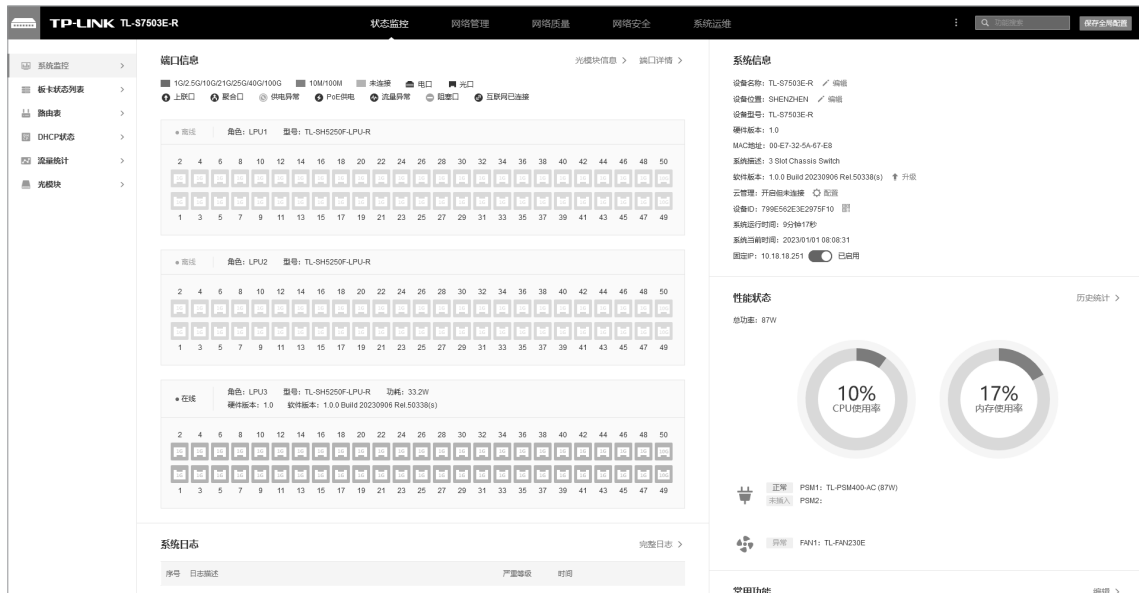 TP-LINK TL-S7503E-R
状态监控 网络管理 网络质量 网络安全 系统运维
功能搜索
保存全局配置
系统监控
板卡状态列表
路由表
DHCP状态
流量统计
光模块
端口信息
光模块信息 端口详情
1G/2.5G/10G/21G/25G/40G/100G 10M/100M 未连接 电口 光口
上联口 聚合口 供电异常 PoE供电 流量异常 阻塞口 互联网已连接
离线 角色：LPU1 型号：TL-SH5250F-LPU-R
2 4 6 8 10 12 14 16 18 20 22 24 26 28 30 32 34 36 38 40 42 44 46 48 50
1 3 5 7 9 11 13 15 17 19 21 23 25 27 29 31 33 35 37 39 41 43 45 47 49
离线 角色：LPU2 型号：TL-SH5250F-LPU-R
2 4 6 8 10 12 14 16 18 20 22 24 26 28 30 32 34 36 38 40 42 44 46 48 50
1 3 5 7 9 11 13 15 17 19 21 23 25 27 29 31 33 35 37 39 41 43 45 47 49
在线 角色：LPU3 型号：TL-SH5250F-LPU-R 功耗：33.2W
硬件版本：1.0 软件版本：1.0.0 Build 20230906 Rel.50338(s)
2 4 6 8 10 12 14 16 18 20 22 24 26 28 30 32 34 36 38 40 42 44 46 48 50
1 3 5 7 9 11 13 15 17 19 21 23 25 27 29 31 33 35 37 39 41 43 45 47 49
系统日志
完整日志
序号 日志描述 严重等级 时间
系统信息
设备名称：TL-S7503E-R 编辑
设备位置：SHENZHEN 编辑
设备型号：TL-S7503E-R
硬件版本：1.0
MAC地址：00-E7-32-5A-67-E8
系统描述：3 Slot Chassis Switch
软件版本：1.0.0 Build 20230906 Rel.50338(s) 升级
云管理：开启但未连接 配置
设备ID：799E562E3E2975F10
系统运行时间：9分钟17秒
系统当前时间：2023/01/01 08:08:31
固定IP：10.18.18.251 已启用
性能状态
历史统计
总功率：87W
10%
CPU使用率
17%
内存使用率
正常 PSM1：TL-PSM400-AC (87W)
未插入 PSM2：
异常 FAN1：TL-FAN230E
常用功能
编辑